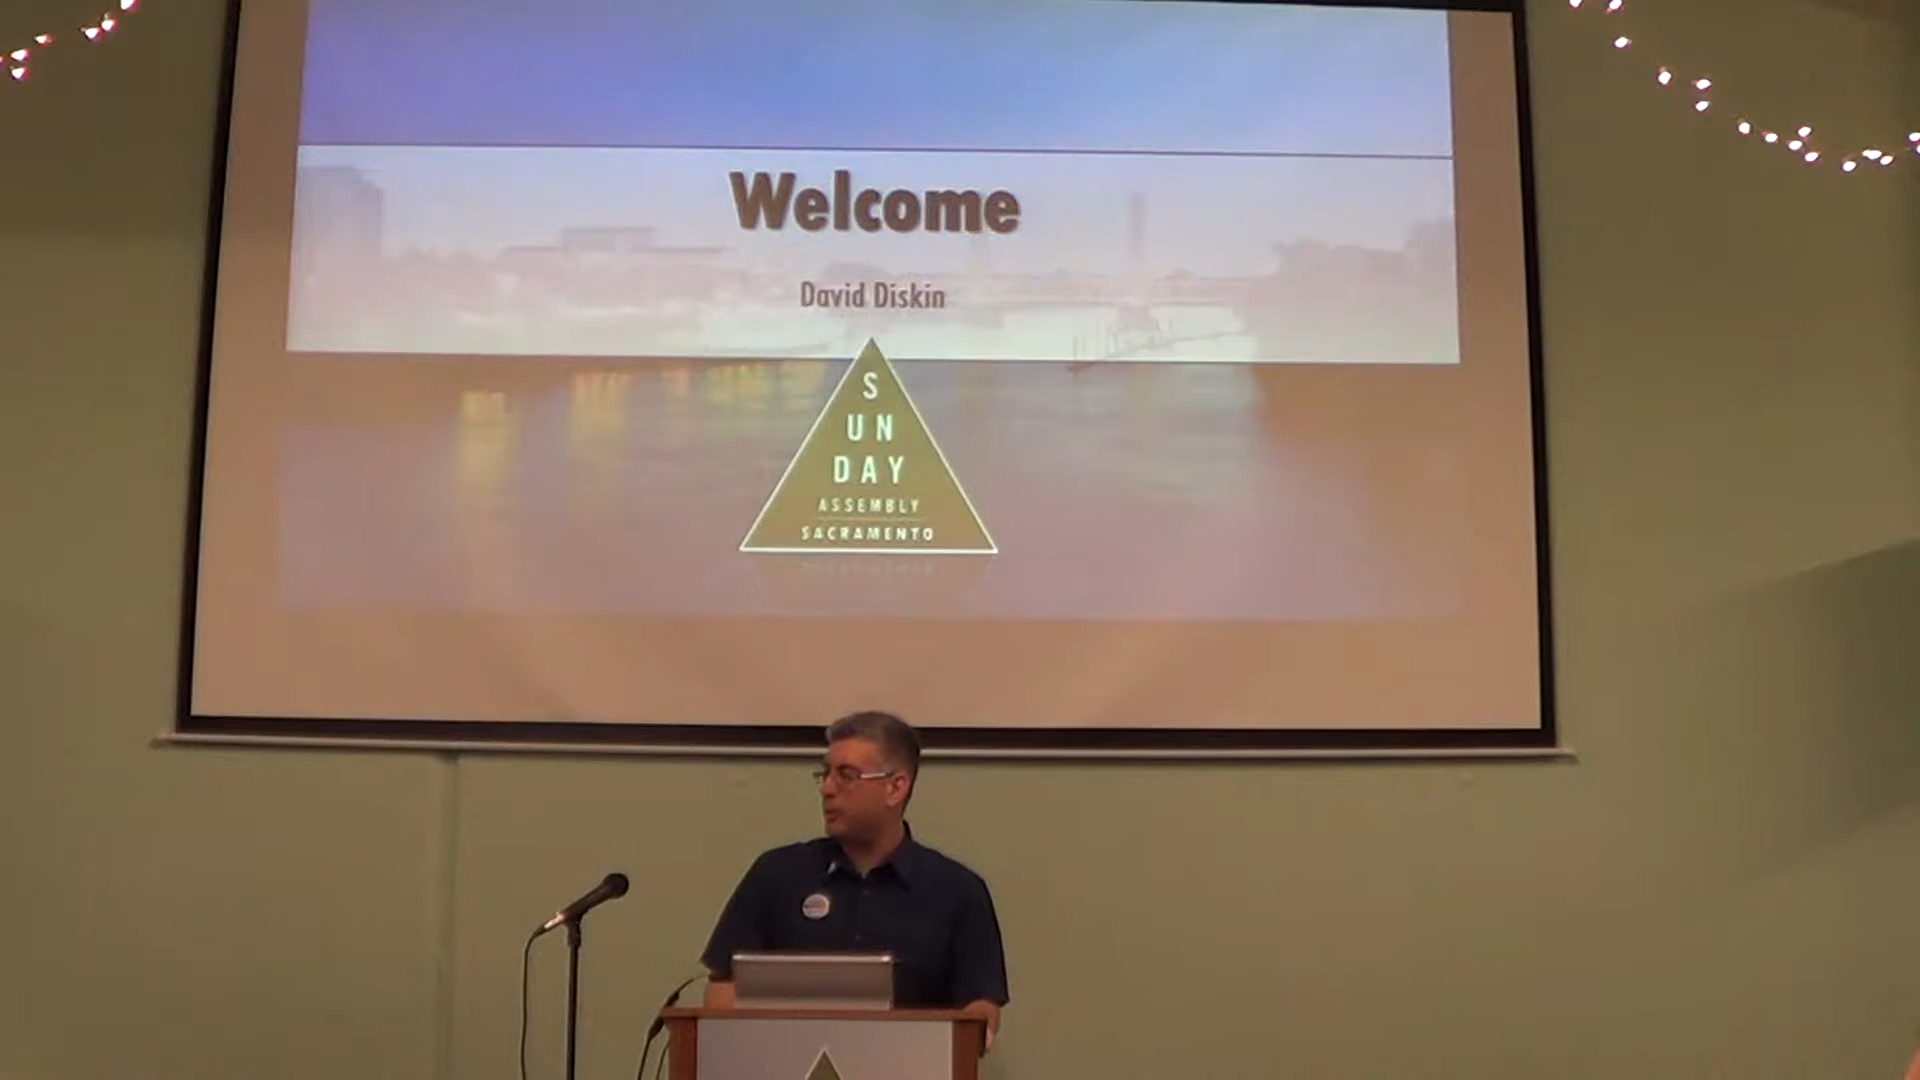 Welcome
David Diskin
S
UN
DAY
ASSEMBLY
SACRAMENTO